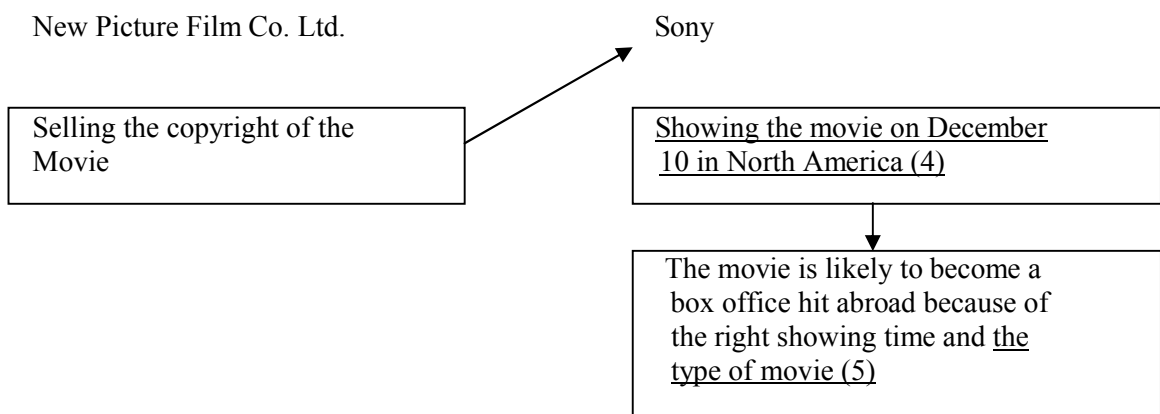 New Picture Film Co. Ltd.
Sony
Selling the copyright of the
Movie
Showing the movie on December
10 in North America (4)
The movie is likely to become a
box office hit abroad because of
the right showing time and the
type of movie (5)